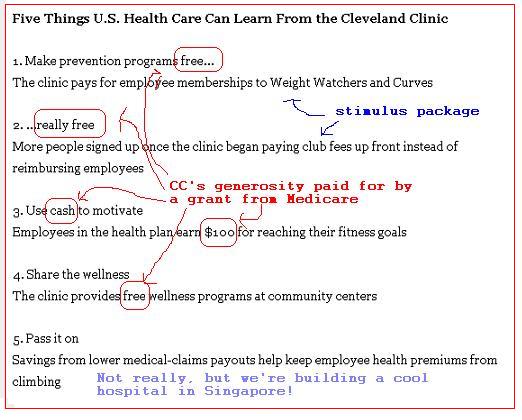 Five Things U.S. Health Care Can Learn From the Cleveland Clinic
1. Make prevention programs free...
The clinic pays for employee memberships to Weight Watchers and Curves
stimulus package
2. ...really free
More people signed up once the clinic began paying club fees up front instead of
reimbursing employees
CC's generosity paid for by
a grant from Medicare
3. Use cash to motivate
Employees in the health plan earn $100 for reaching their fitness goals
4. Share the wellness
The clinic provides free wellness programs at community centers
5. Pass it on
Savings from lower medical-claims payouts help keep employee health premiums from
climbing
Not really, but we're building a cool
hospital in Singapore!